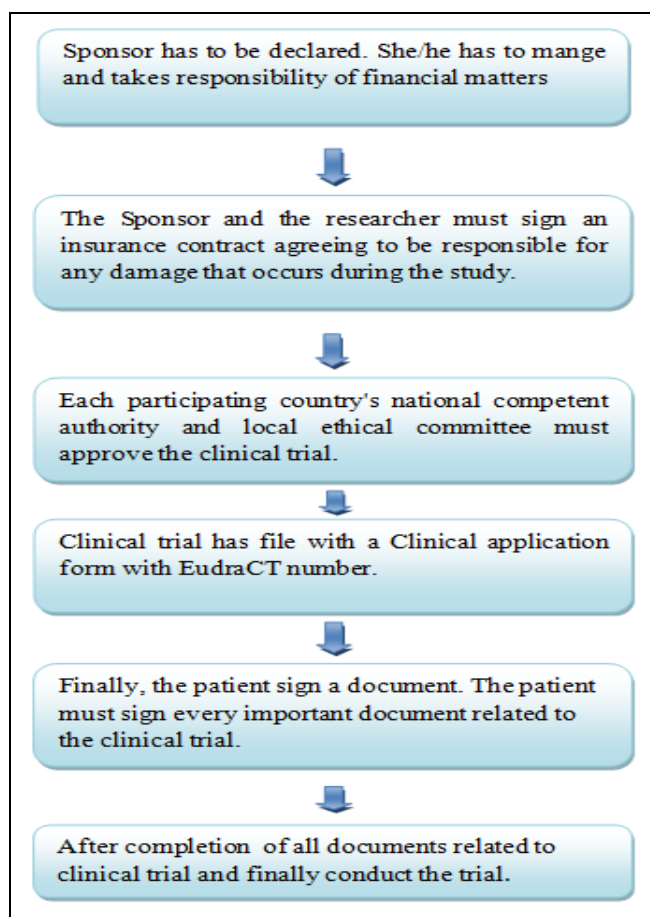 Sponsor has to be declared. She/he has to mange
and takes responsibility of financial matters
The Sponsor and the researcher must sign an
insurance contract agreeing to be responsible for
any damage that occurs during the study.
Each participating country's national competent
authority and local ethical committee must
approve the clinical trial.
Clinical trial has file with a Clinical application
form with EudraCT number.
Finally, the patient sign a document. The patient
must sign every important document related to
the clinical trial.
After completion of all documents related to
clinical trial and finally conduct the trial.